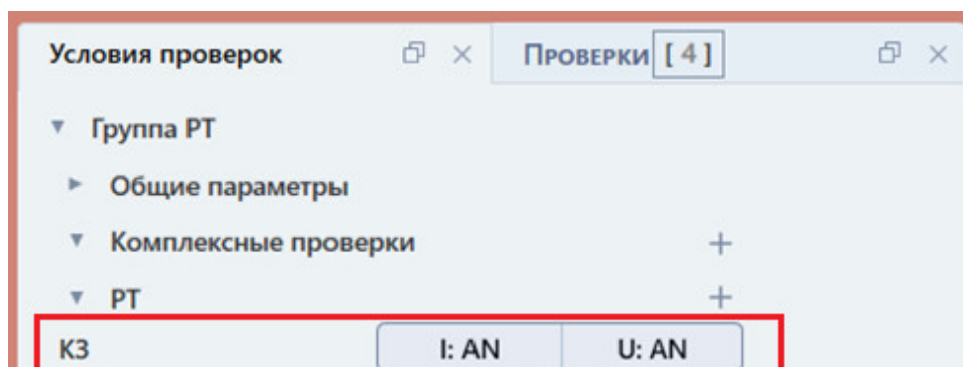 Условия проверок
Проверки [ 4 ]
Группа РТ
Общие параметры
Комплексные проверки
РТ
КЗ I: AN U: AN